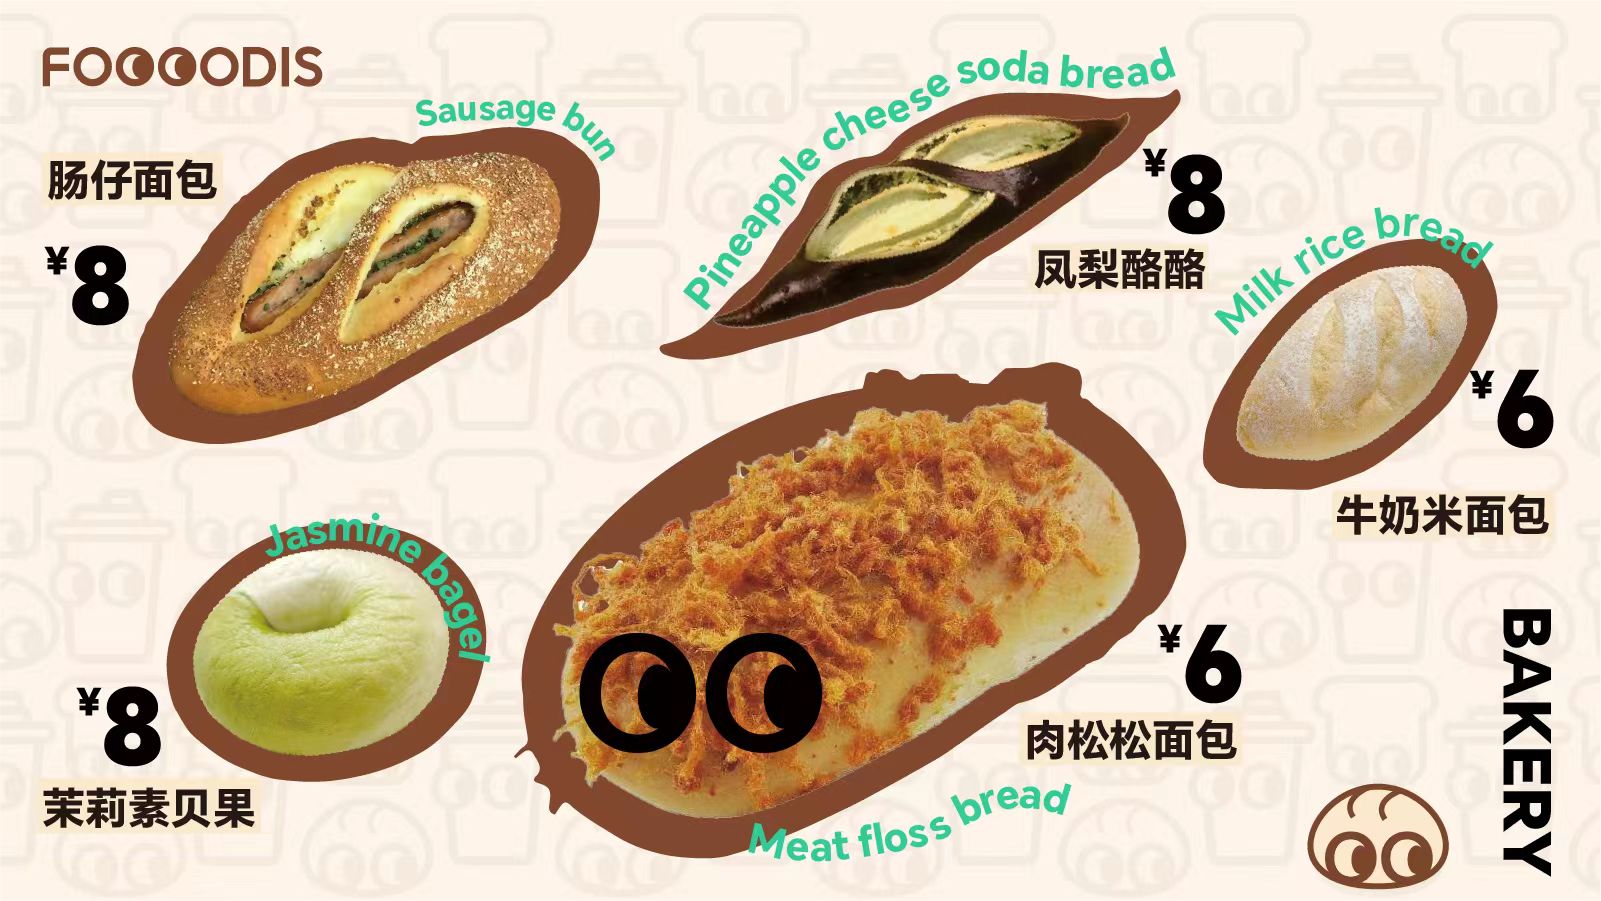 FOOOODIS
Sausage bun
肠仔面包
¥8
Pineapple cheese soda bread
¥8
凤梨酪酪
Milk rice bread
¥6
牛奶米面包
Jasmine bagel
¥8
茉莉素贝果
¥6
肉松松面包
Meat floss bread
BAKERY